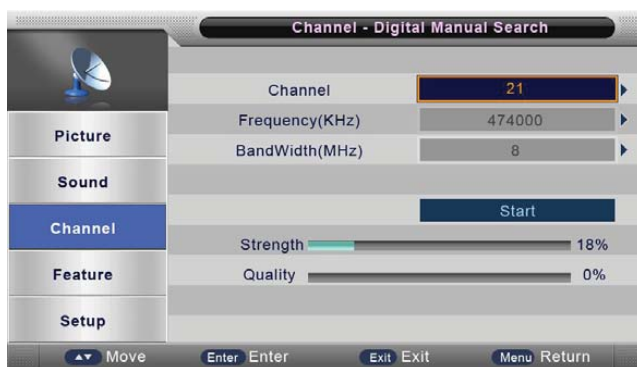 Channel - Digital Manual Search
Channel 21
Frequency(KHz) 474000
BandWidth(MHz) 8
Start
Strength 18%
Quality 0%
Picture
Sound
Channel
Feature
Setup
Move Enter Enter Exit Exit Menu Return